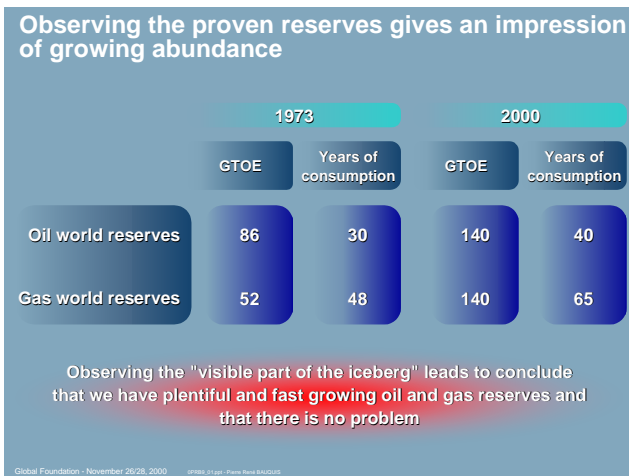 Observing the proven reserves gives an impression
of growing abundance
1973 2000
GTOE Years of consumption GTOE Years of consumption
Oil world reserves 86 30 140 40
Gas world reserves 52 48 140 65
Observing the "visible part of the iceberg" leads to conclude
that we have plentiful and fast growing oil and gas reserves and
that there is no problem
Global Foundation - November 26/28, 2000 - Pierre René BAUQUIS